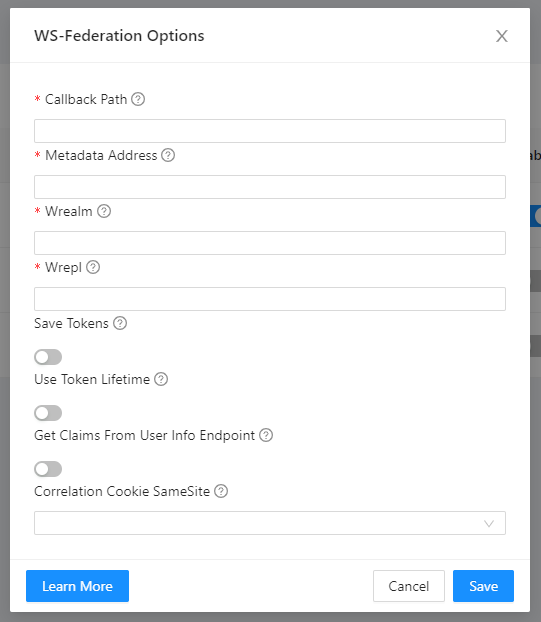 WS-Federation Options
* Callback Path
* Metadata Address
* Wrealm
* Wrepl
Save Tokens
Use Token Lifetime
Get Claims From User Info Endpoint
Correlation Cookie SameSite
Learn More
Cancel
Save